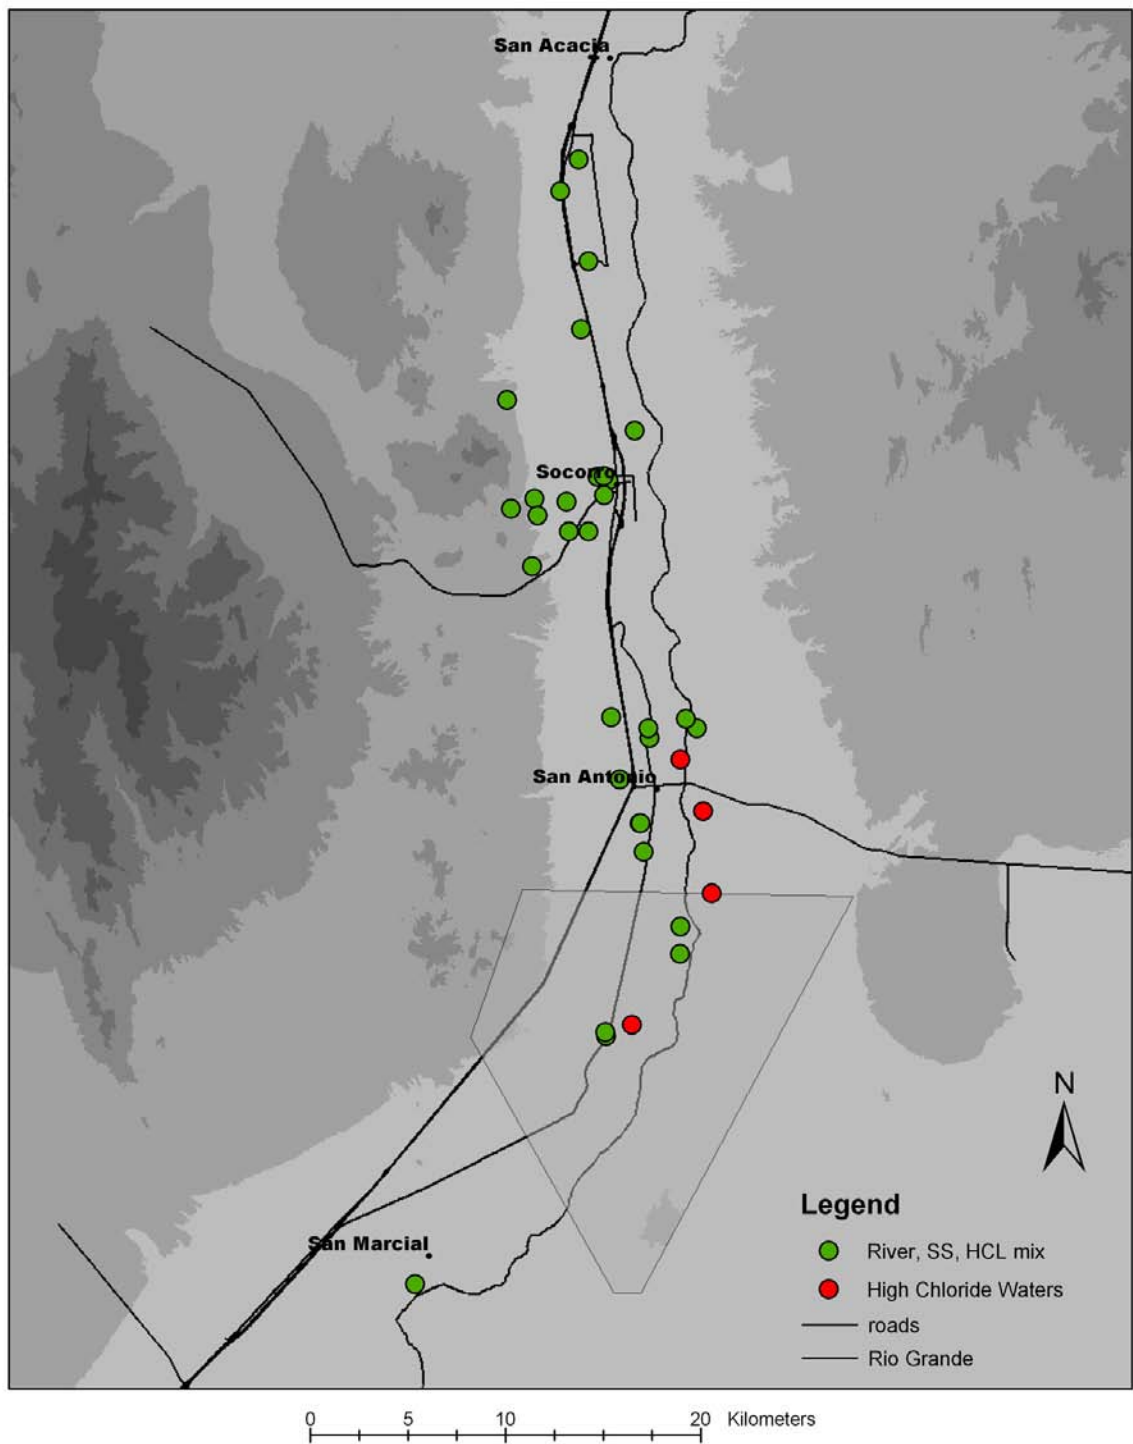 San Acacia
Socorro
San Antonio
N
Legend
River, SS, HCL mix
High Chloride Waters
San Marcial
roads
Rio Grande
0 5 10 20 Kilometers